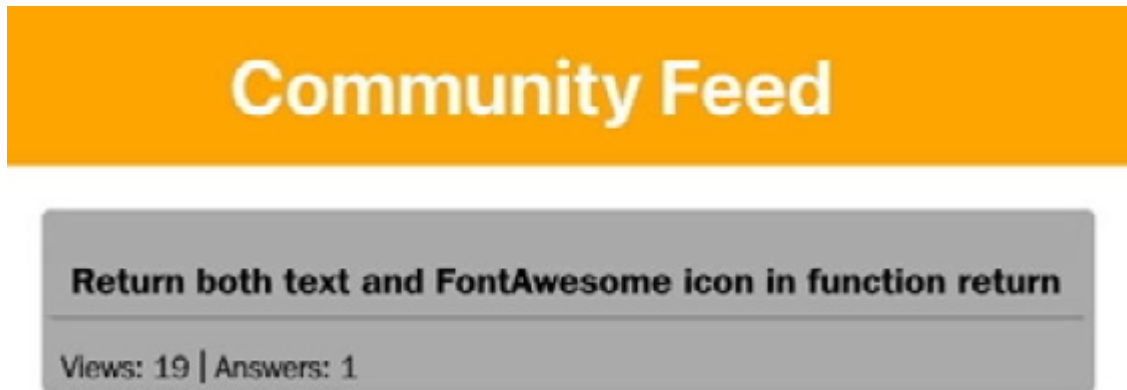 Community Feed
Return both text and FontAwesome icon in function return
Views: 19 | Answers: 1